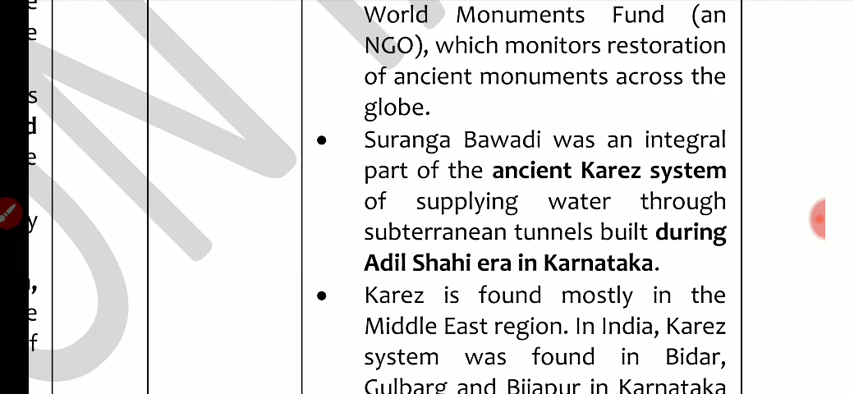 World Monuments Fund (an
NGO), which monitors restoration
of ancient monuments across the
globe.
• Suranga Bawadi was an integral
part of the ancient Karez system
of supplying water through
subterranean tunnels built during
Adil Shahi era in Karnataka.
• Karez is found mostly in the
Middle East region. In India, Karez
system was found in Bidar,
Gulbarg and Bijapur in Karnataka